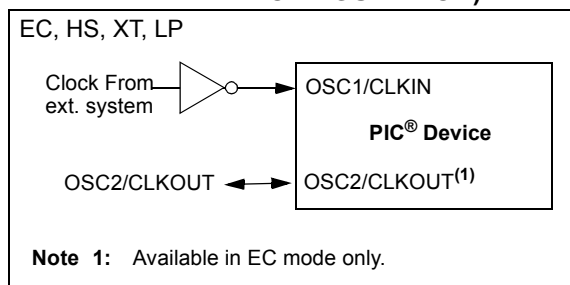 EC, HS, XT, LP
Clock From
ext. system
OSC1/CLKIN
PIC® Device
OSC2/CLKOUT
OSC2/CLKOUT(1)
Note 1: Available in EC mode only.